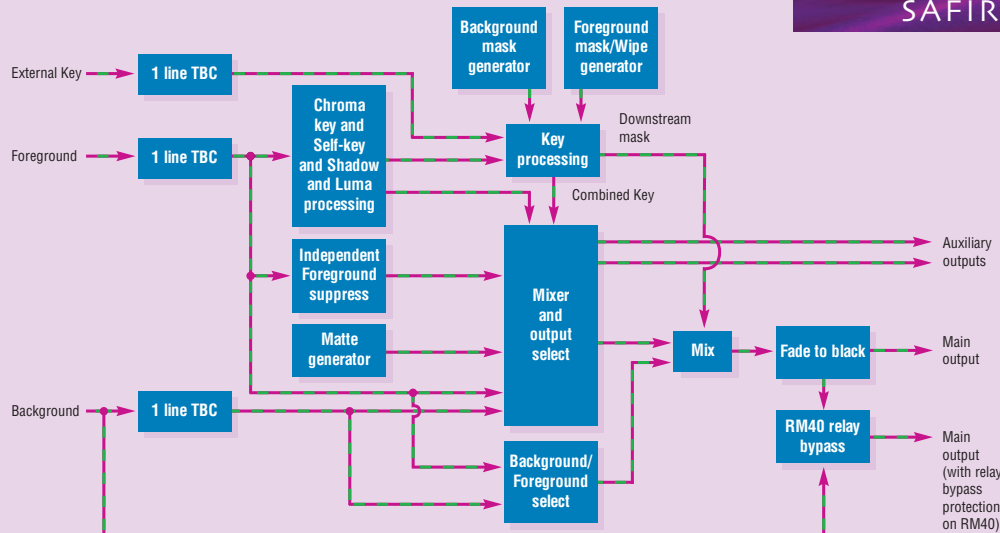 SAFIR
Background
mask
generator
Foreground
mask/Wipe
generator
External Key
1 line TBC
Chroma
key and
Self-key
and Shadow
and Luma
processing
Downstream
mask
Key
processing
Foreground
1 line TBC
Combined Key
Independent
Foreground
suppress
Mixer
and
output
select
Auxiliary
outputs
Matte
generator
Mix
Fade to black
Main
output
Background
1 line TBC
RM40 relay
bypass
Main
output
(with relay
bypass
protection
on RM40)
Background/
Foreground
select